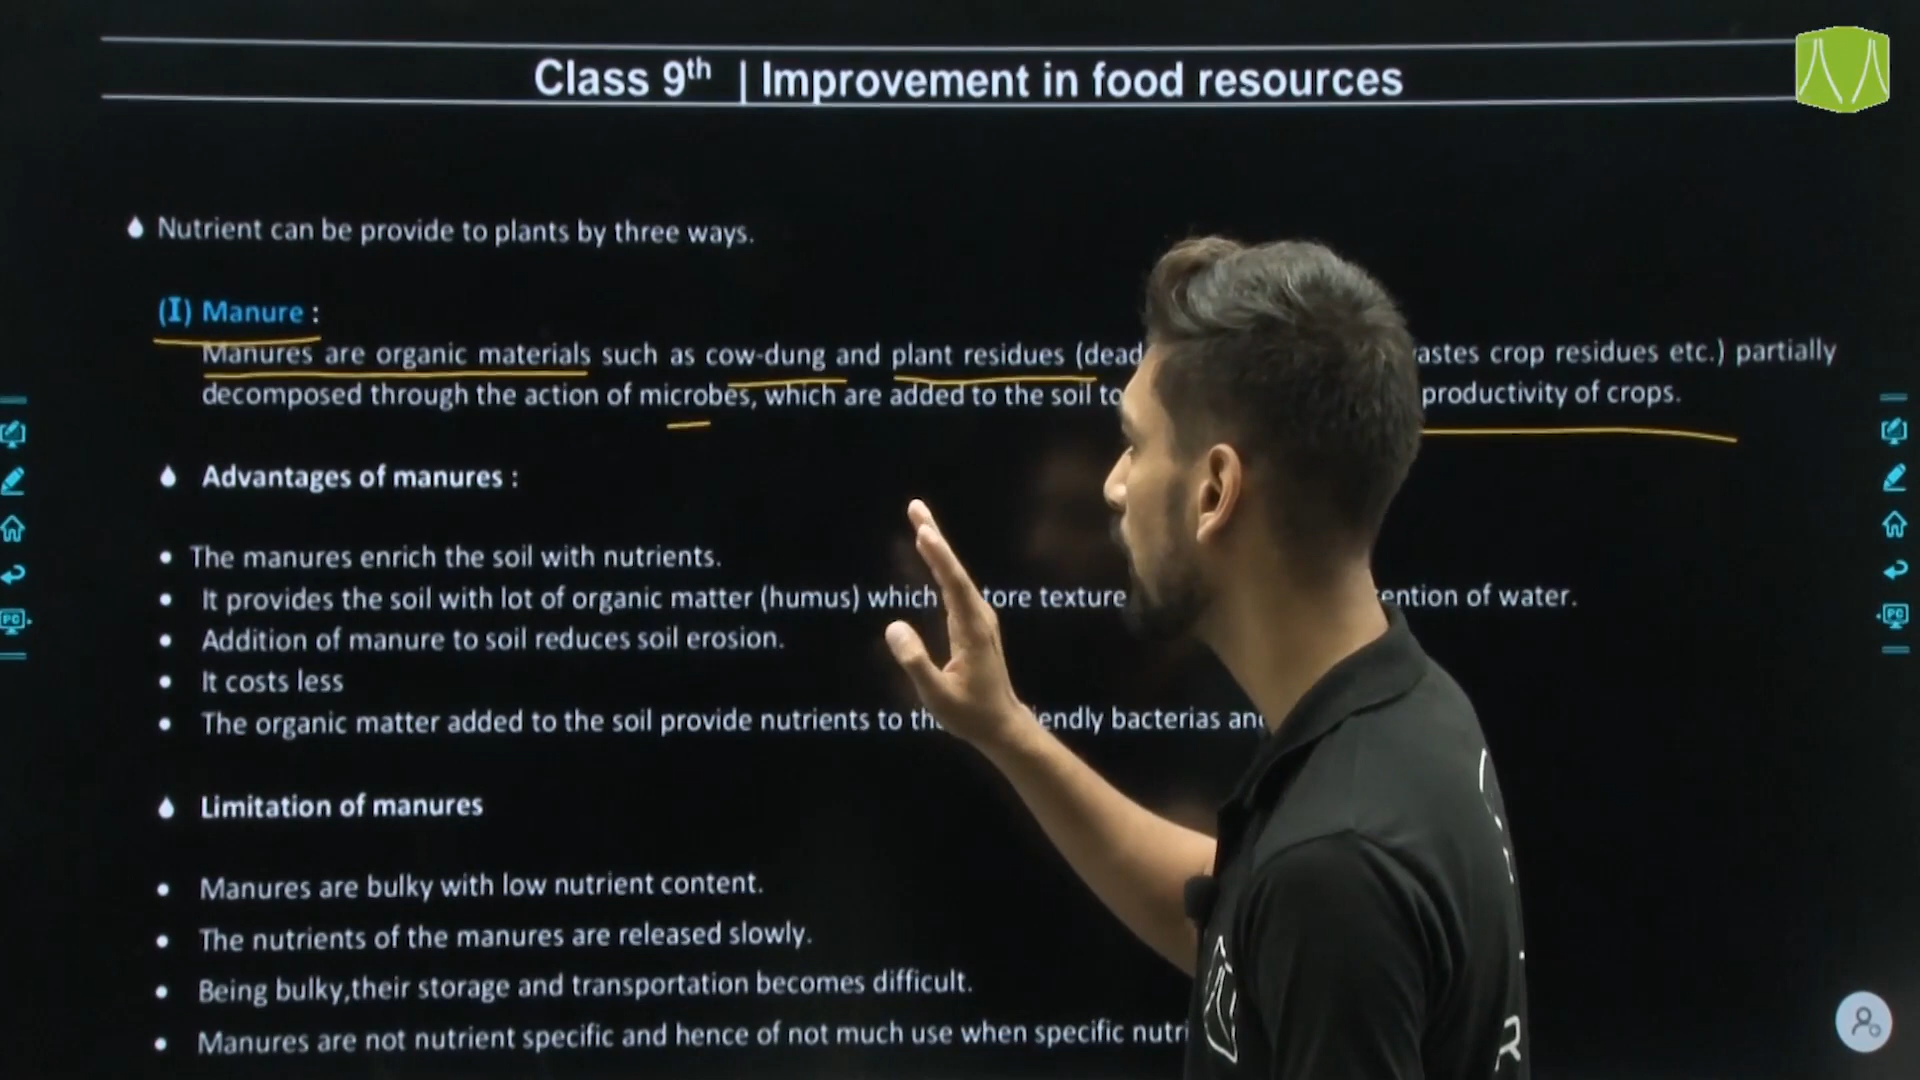 Class 9th | Improvement in food resources
Nutrient can be provide to plants by three ways.
(I) Manure :
Manures are organic materials such as cow-dung and plant residues (dead crop residues etc.) partially
decomposed through the action of microbes, which are added to the soil to productivity of crops.
Advantages of manures :
The manures enrich the soil with nutrients.
It provides the soil with lot of organic matter (humus) which texture of water.
Addition of manure to soil reduces soil erosion.
It costs less
The organic matter added to the soil provide nutrients to bacterias
Limitation of manures
Manures are bulky with low nutrient content.
The nutrients of the manures are released slowly.
Being bulky,their storage and transportation becomes difficult.
Manures are not nutrient specific and hence of not much use when specific
PC
PC